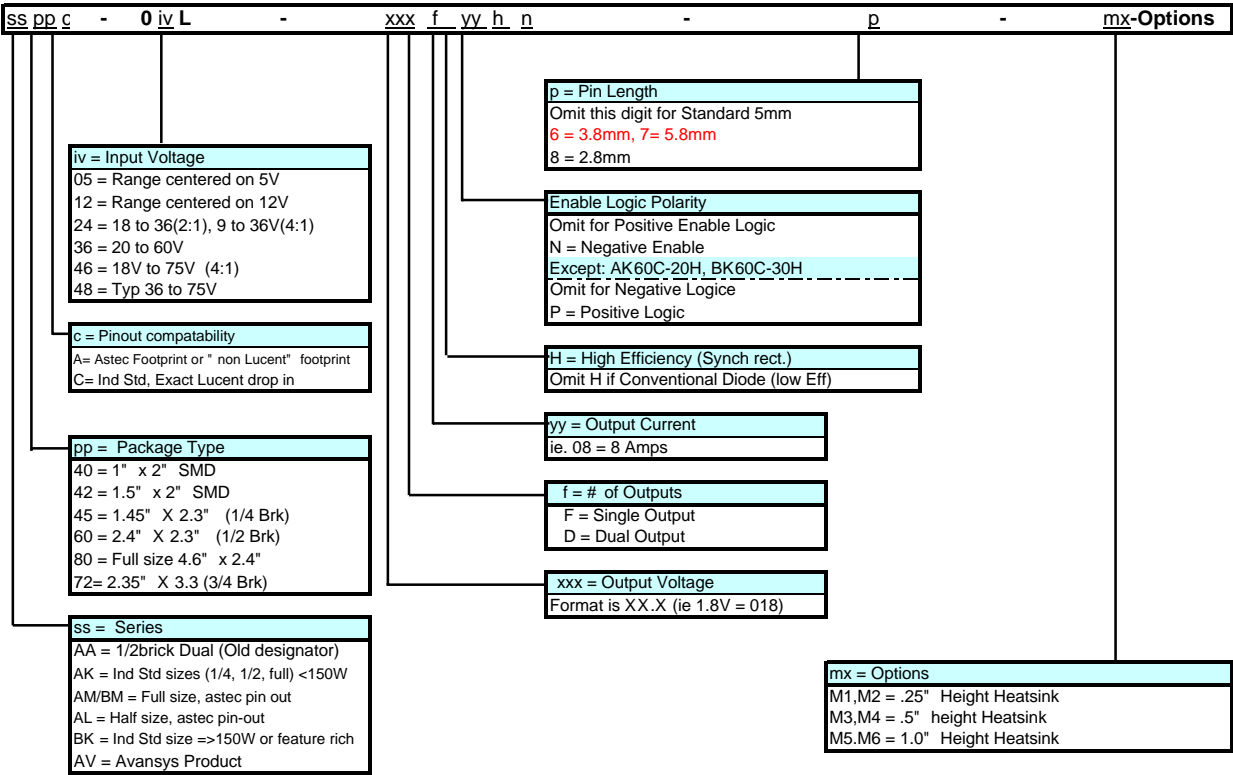 ss pp c - 0 iv L - xxx f yy h n - p - mx-Options
p = Pin Length
Omit this digit for Standard 5mm
6 = 3.8mm, 7= 5.8mm
8 = 2.8mm
iv = Input Voltage
05 = Range centered on 5V
12 = Range centered on 12V
24 = 18 to 36(2:1), 9 to 36V(4:1)
36 = 20 to 60V
46 = 18V to 75V (4:1)
48 = Typ 36 to 75V
Enable Logic Polarity
Omit for Positive Enable Logic
N = Negative Enable
Except: AK60C-20H, BK60C-30H
Omit for Negative Logice
P = Positive Logic
c = Pinout compatability
A= Astec Footprint or " non Lucent" footprint
C= Ind Std, Exact Lucent drop in
H = High Efficiency (Synch rect.)
Omit H if Conventional Diode (low Eff)
yy = Output Current
ie. 08 = 8 Amps
pp = Package Type
40 = 1" x 2" SMD
42 = 1.5" x 2" SMD
45 = 1.45" X 2.3" (1/4 Brk)
60 = 2.4" X 2.3" (1/2 Brk)
80 = Full size 4.6" x 2.4"
72= 2.35" X 3.3 (3/4 Brk)
f = # of Outputs
F = Single Output
D = Dual Output
xxx = Output Voltage
Format is XX.X (ie 1.8V = 018)
ss = Series
AA = 1/2brick Dual (Old designator)
AK = Ind Std sizes (1/4, 1/2, full) <150W
AM/BM = Full size, astec pin out
AL = Half size, astec pin-out
BK = Ind Std size =>150W or feature rich
AV = Avansys Product
mx = Options
M1,M2 = .25" Height Heatsink
M3,M4 = .5" height Heatsink
M5.M6 = 1.0" Height Heatsink